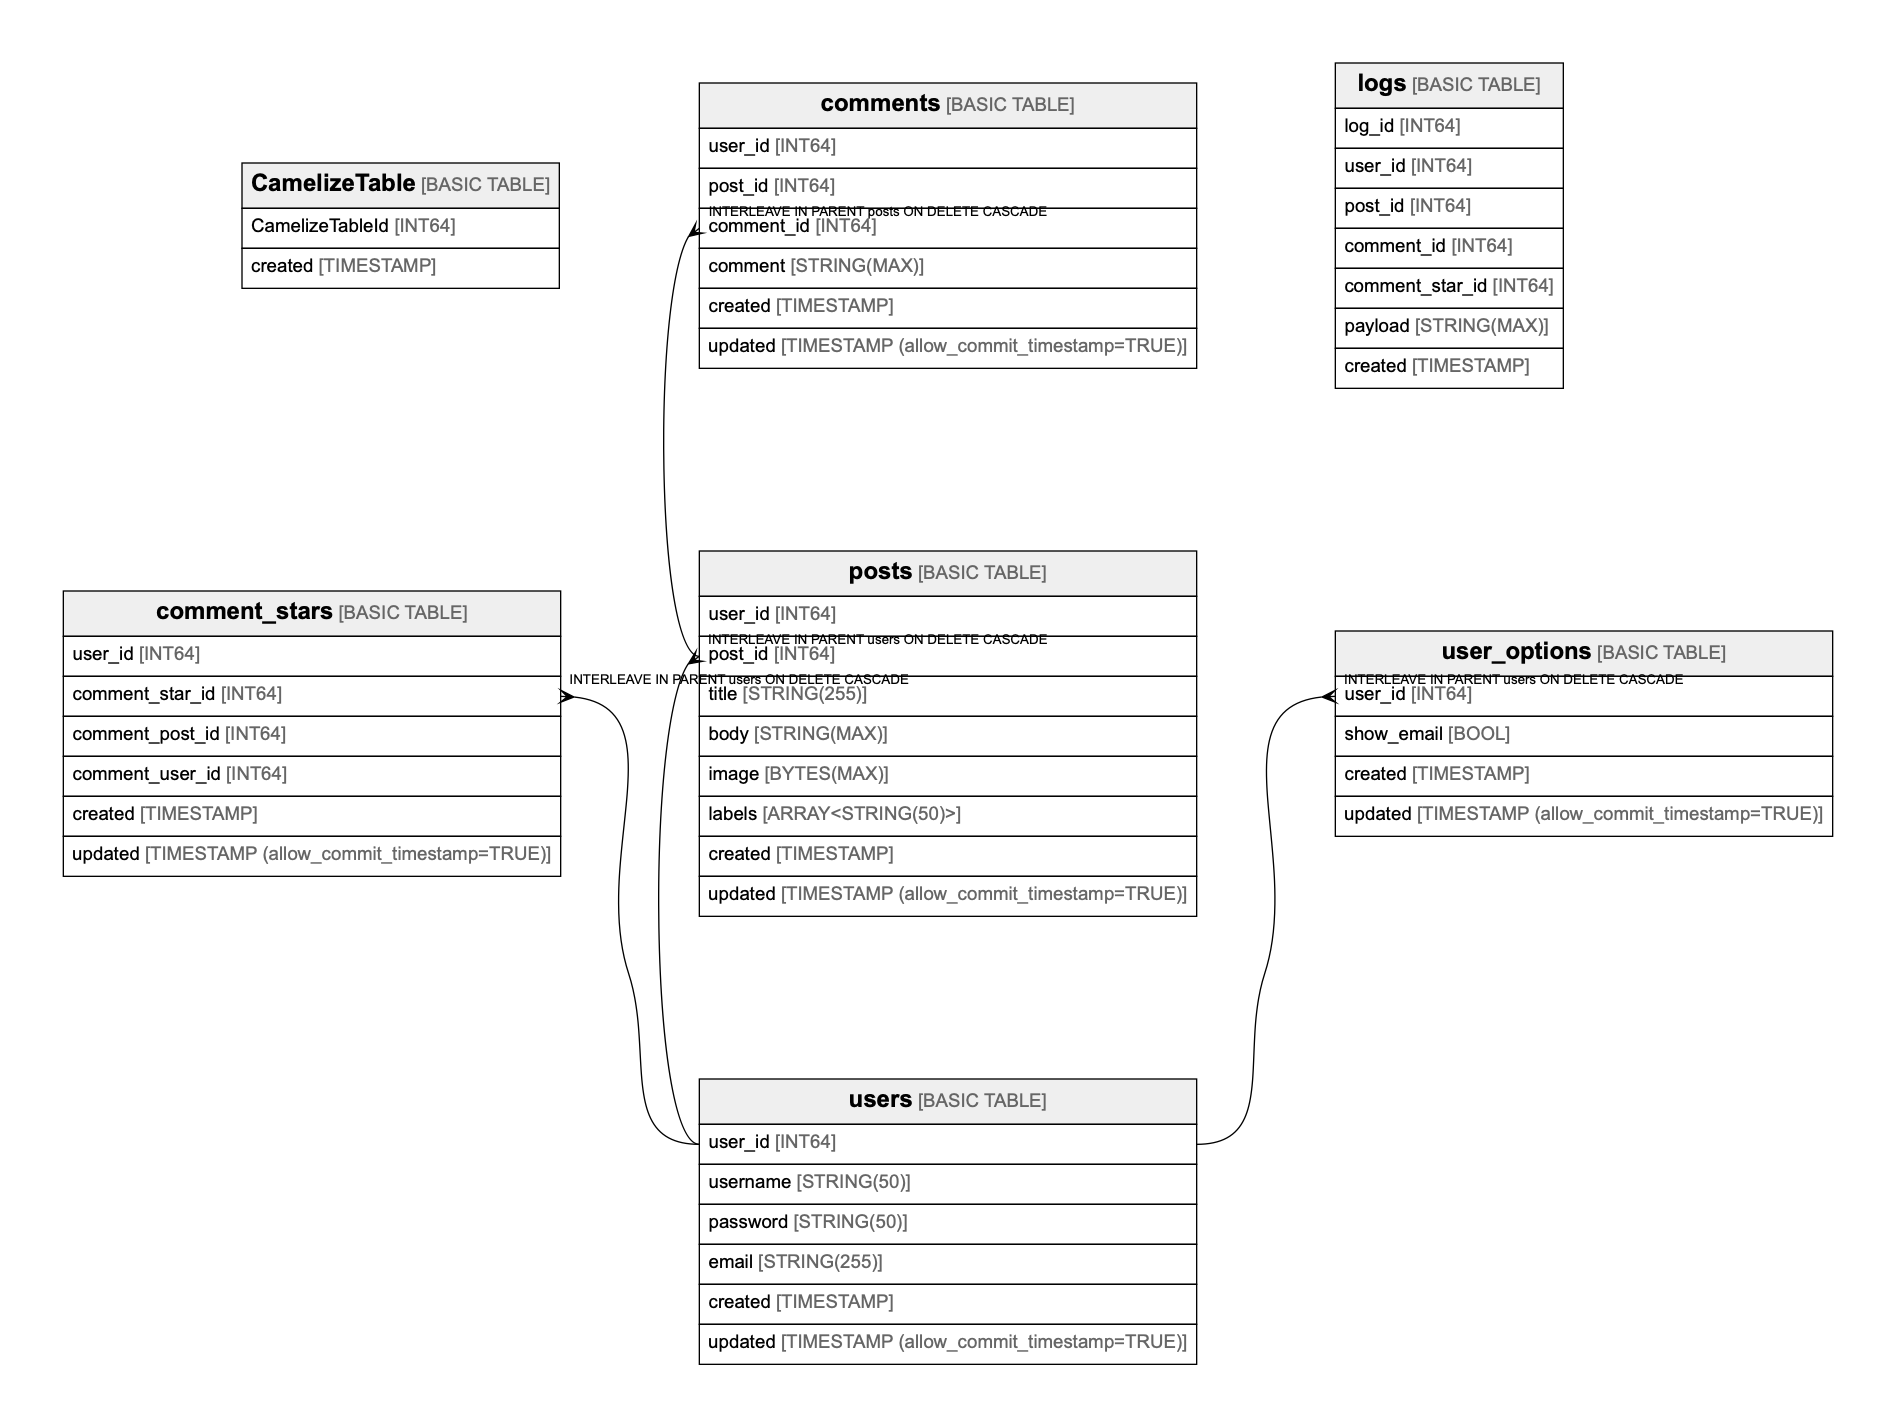 comments [BASIC TABLE]
user_id [INT64]
post_id [INT64]
INTERLEAVE IN PARENT posts ON DELETE CASCADE
comment_id [INT64]
comment [STRING(MAX)]
created [TIMESTAMP]
updated [TIMESTAMP (allow_commit_timestamp=TRUE)]
logs [BASIC TABLE]
log_id [INT64]
user_id [INT64]
post_id [INT64]
comment_id [INT64]
comment_star_id [INT64]
payload [STRING(MAX)]
created [TIMESTAMP]
CamelizeTable [BASIC TABLE]
CamelizeTableId [INT64]
created [TIMESTAMP]
comment_stars [BASIC TABLE]
user_id [INT64]
comment_star_id [INT64]
INTERLEAVE IN PARENT users ON DELETE CASCADE
comment_post_id [INT64]
comment_user_id [INT64]
created [TIMESTAMP]
updated [TIMESTAMP (allow_commit_timestamp=TRUE)]
posts [BASIC TABLE]
user_id [INT64]
INTERLEAVE IN PARENT users ON DELETE CASCADE
post_id [INT64]
title [STRING(255)]
body [STRING(MAX)]
image [BYTES(MAX)]
labels [ARRAY<STRING(50)>]
created [TIMESTAMP]
updated [TIMESTAMP (allow_commit_timestamp=TRUE)]
user_options [BASIC TABLE]
INTERLEAVE IN PARENT users ON DELETE CASCADE
user_id [INT64]
show_email [BOOL]
created [TIMESTAMP]
updated [TIMESTAMP (allow_commit_timestamp=TRUE)]
users [BASIC TABLE]
user_id [INT64]
username [STRING(50)]
password [STRING(50)]
email [STRING(255)]
created [TIMESTAMP]
updated [TIMESTAMP (allow_commit_timestamp=TRUE)]